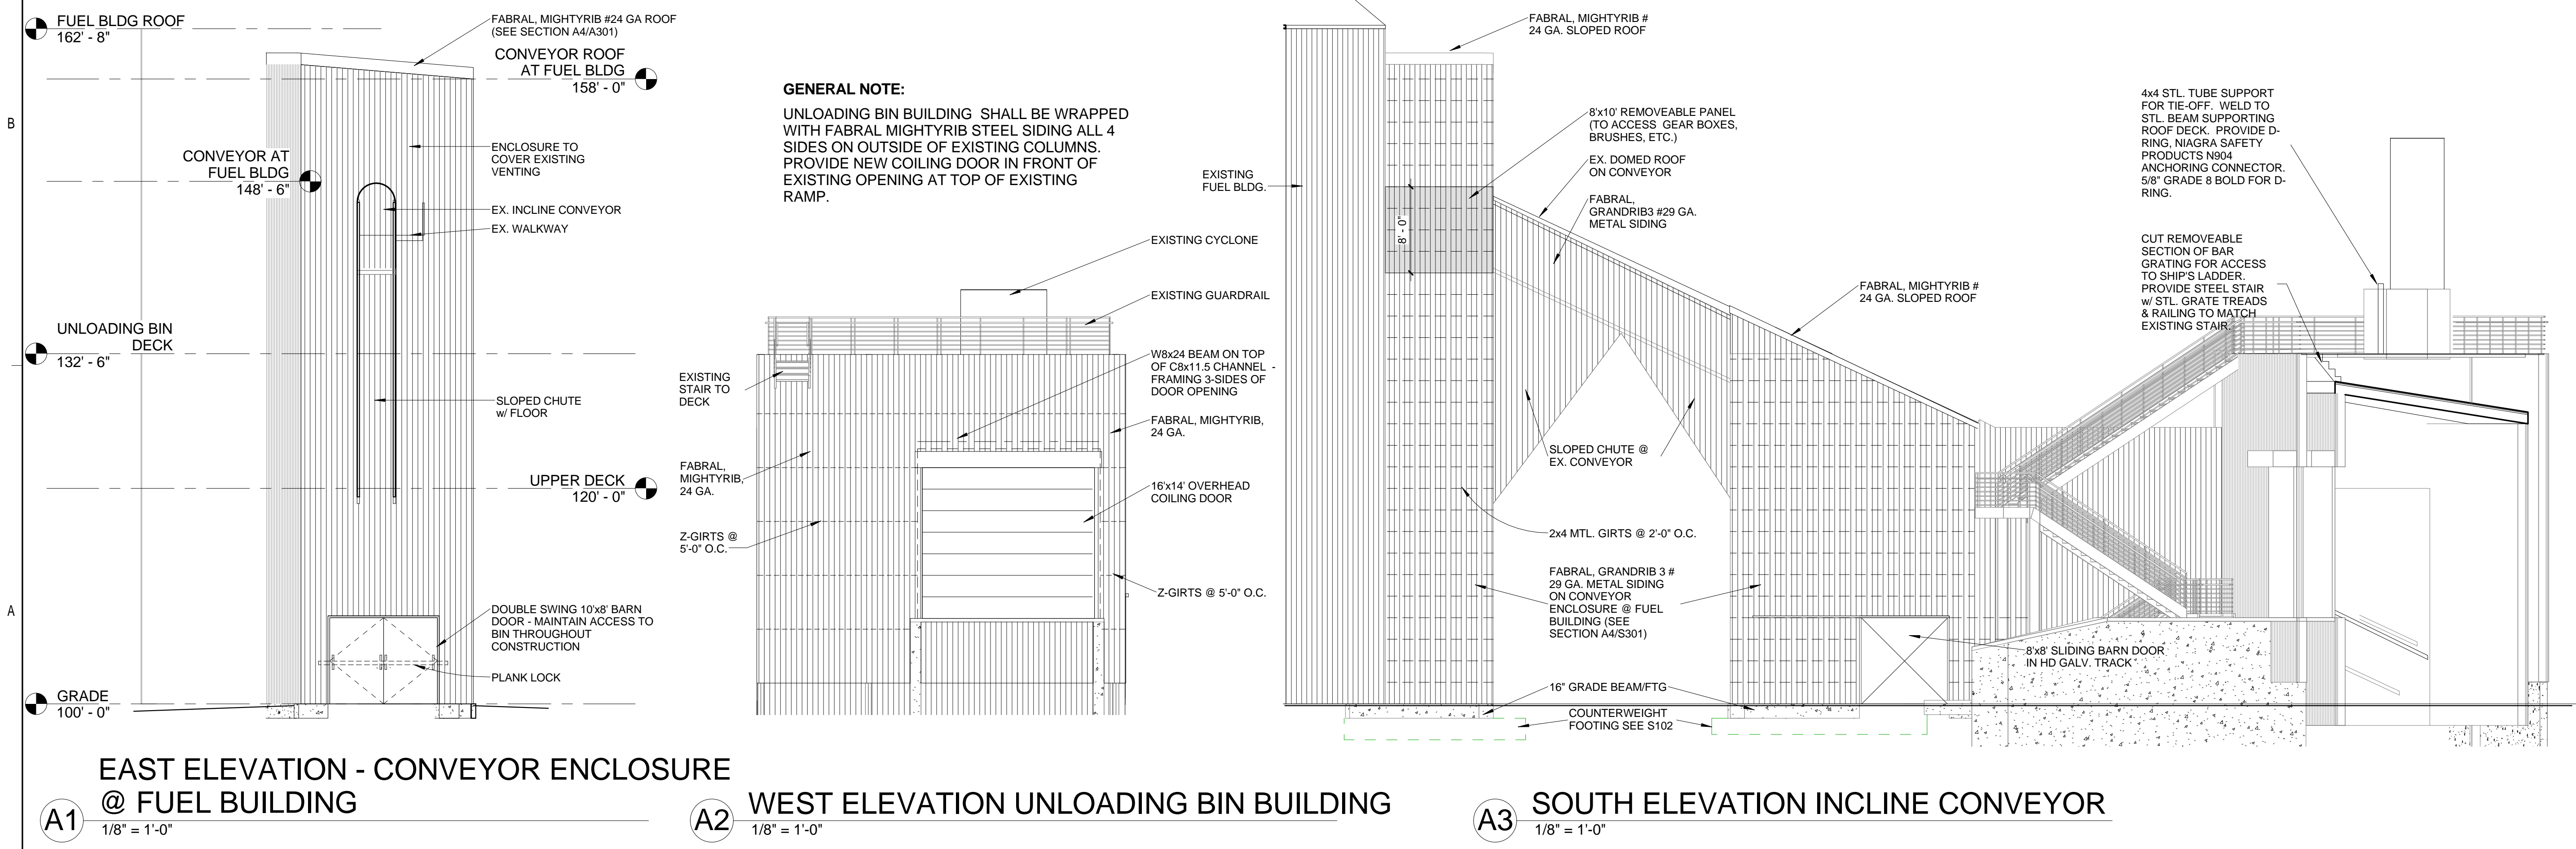 B
A
FUEL BLDG ROOF
162' - 8"
FABRAL, MIGHTYRIB #24 GA ROOF
(SEE SECTION A4/A301)
CONVEYOR ROOF
AT FUEL BLDG
158' - 0"
ENCLOSURE TO
COVER EXISTING
VENTING
CONVEYOR AT
FUEL BLDG
148' - 6"
EX. INCLINE CONVEYOR
EX. WALKWAY
UNLOADING BIN
DECK
132' - 6"
SLOPED CHUTE
w/ FLOOR
UPPER DECK
120' - 0"
DOUBLE SWING 10'x8' BARN
DOOR - MAINTAIN ACCESS TO
BIN THROUGHOUT
CONSTRUCTION
PLANK LOCK
GRADE
100' - 0"
A1
EAST ELEVATION - CONVEYOR ENCLOSURE
@ FUEL BUILDING
1/8" = 1'-0"
GENERAL NOTE:
UNLOADING BIN BUILDING SHALL BE WRAPPED
WITH FABRAL MIGHTYRIB STEEL SIDING ALL 4
SIDES ON OUTSIDE OF EXISTING COLUMNS.
PROVIDE NEW COILING DOOR IN FRONT OF
EXISTING OPENING AT TOP OF EXISTING
RAMP.
EXISTING CYCLONE
EXISTING GUARDRAIL
W8x24 BEAM ON TOP
OF C8x11.5 CHANNEL -
FRAMING 3-SIDES OF
DOOR OPENING
EXISTING
STAIR TO
DECK
FABRAL, MIGHTYRIB,
24 GA.
FABRAL,
MIGHTYRIB,
24 GA.
16'x14' OVERHEAD
COILING DOOR
Z-GIRTS @
5'-0" O.C.
Z-GIRTS @ 5'-0" O.C.
A2
WEST ELEVATION UNLOADING BIN BUILDING
1/8" = 1'-0"
FABRAL, MIGHTYRIB #
24 GA. SLOPED ROOF
8'x10' REMOVEABLE PANEL
(TO ACCESS GEAR BOXES,
BRUSHES, ETC.)
EX. DOMED ROOF
ON CONVEYOR
EXISTING
FUEL BLDG.
FABRAL,
GRANDRIB3 #29 GA.
METAL SIDING
8' - 0"
FABRAL, MIGHTYRIB #
24 GA. SLOPED ROOF
SLOPED CHUTE @
EX. CONVEYOR
2x4 MTL. GIRTS @ 2'-0" O.C.
FABRAL, GRANDRIB 3 #
29 GA. METAL SIDING
ON CONVEYOR
ENCLOSURE @ FUEL
BUILDING (SEE
SECTION A4/S301)
16" GRADE BEAM/FTG
COUNTERWEIGHT
FOOTING SEE S102
8'x8' SLIDING BARN DOOR
IN HD GALV. TRACK
4x4 STL. TUBE SUPPORT
FOR TIE-OFF. WELD TO
STL. BEAM SUPPORTING
ROOF DECK. PROVIDE D-
RING, NIAGRA SAFETY
PRODUCTS N904
ANCHORING CONNECTOR.
5/8" GRADE 8 BOLD FOR D-
RING.
CUT REMOVEABLE
SECTION OF BAR
GRATING FOR ACCESS
TO SHIP'S LADDER.
PROVIDE STEEL STAIR
w/ STL. GRATE TREADS
& RAILING TO MATCH
EXISTING STAIR.
A3
SOUTH ELEVATION INCLINE CONVEYOR
1/8" = 1'-0"